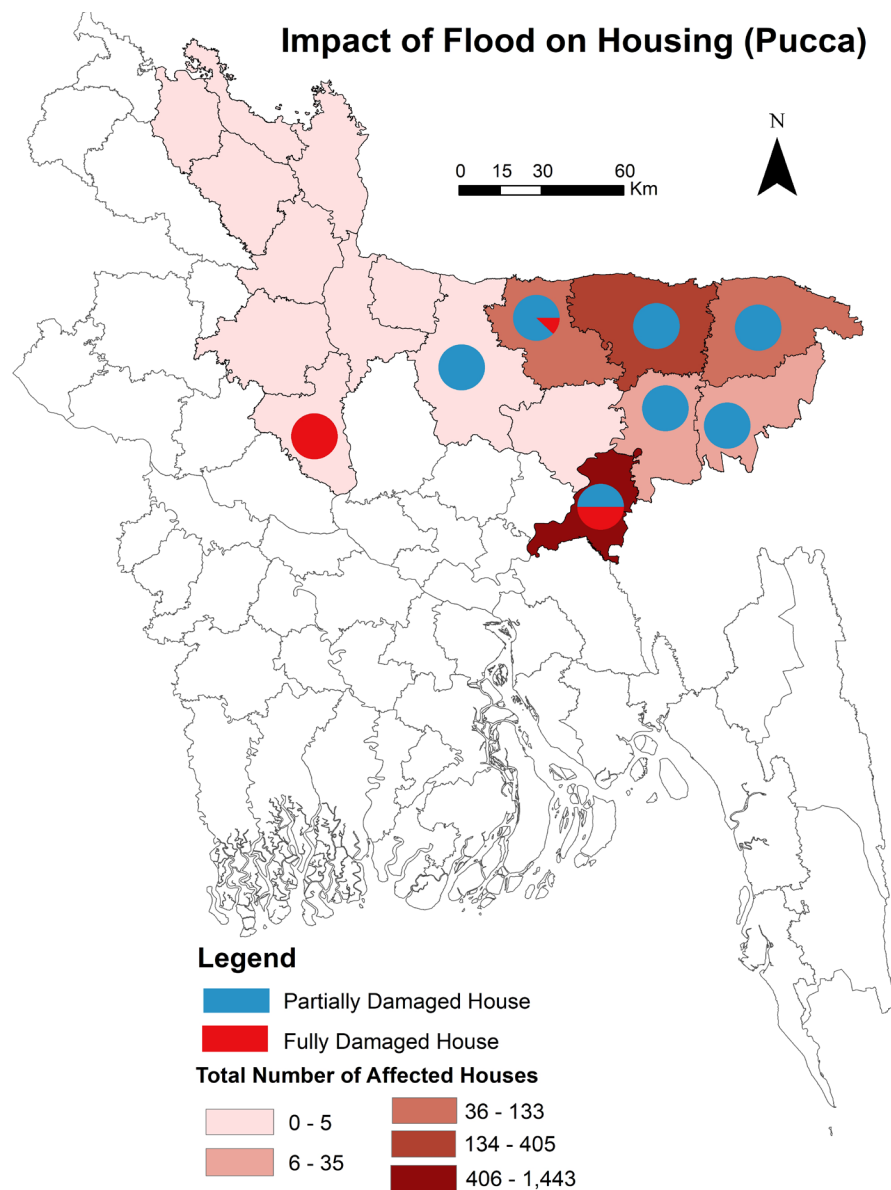 Impact of Flood on Housing (Pucca)
N
0 15 30 60
Km
Legend
Partially Damaged House
Fully Damaged House
Total Number of Affected Houses
0 - 5
6 - 35
36 - 133
134 - 405
406 - 1,443